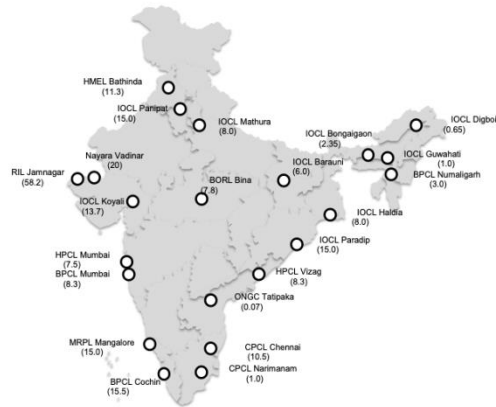 HMEL Bathinda
(11.3)
IOCL Panipat
(15.0)
IOCL Mathura
(8.0)
IOCL Digboi
(0.65)
IOCL Bongaigaon
(2.35)
IOCL Guwahati
(1.0)
BPCL Numaligarh
(3.0)
Nayara Vadinar
(20)
RIL Jamnagar
(58.2)
IOCL Barauni
(6.0)
BORL Bina
(7.8)
IOCL Koyali
(13.7)
IOCL Haldia
(8.0)
IOCL Paradip
(15.0)
HPCL Mumbai
(7.5)
BPCL Mumbai
(8.3)
HPCL Vizag
(8.3)
ONGC Tatipaka
(0.07)
MRPL Mangalore
(15.0)
CPCL Chennai
(10.5)
CPCL Narimanam
(1.0)
BPCL Cochin
(15.5)